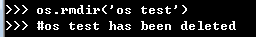 >>> os.rmdir('os test')
>>> #os test has been deleted